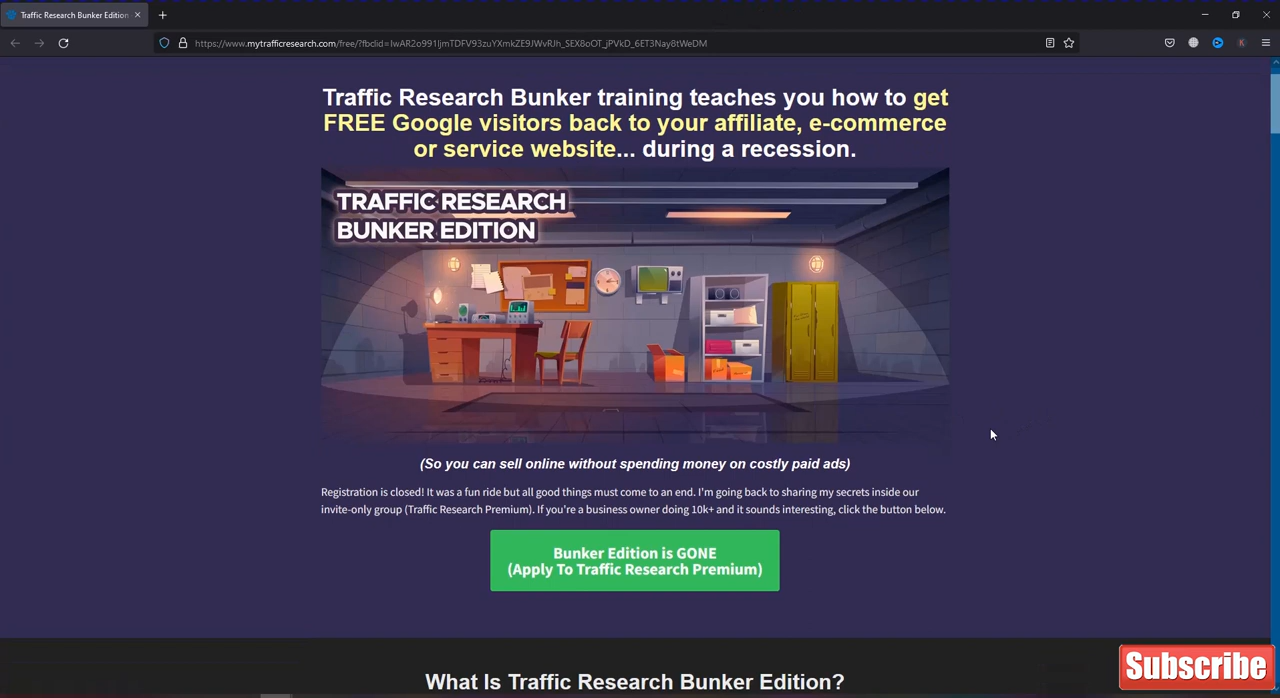 Traffic Research Bunker Edition
https://www.mytrafficresearch.com/free/?fbclid=IwAR2o991IjmTDFV93zuYXmkZE9JWvRJh_SEX8oOT_jPVkD_6ET3Nay8tWeDM
Traffic Research Bunker training teaches you how to get
FREE Google visitors back to your affiliate, e-commerce
or service website... during a recession.
TRAFFIC RESEARCH
BUNKER EDITION
(So you can sell online without spending money on costly paid ads)
Registration is closed! It was a fun ride but all good things must come to an end. I'm going back to sharing my secrets inside our
invite-only group (Traffic Research Premium). If you're a business owner doing 10k+ and it sounds interesting, click the button below.
Bunker Edition is GONE
(Apply To Traffic Research Premium)
Subscribe
What Is Traffic Research Bunker Edition?